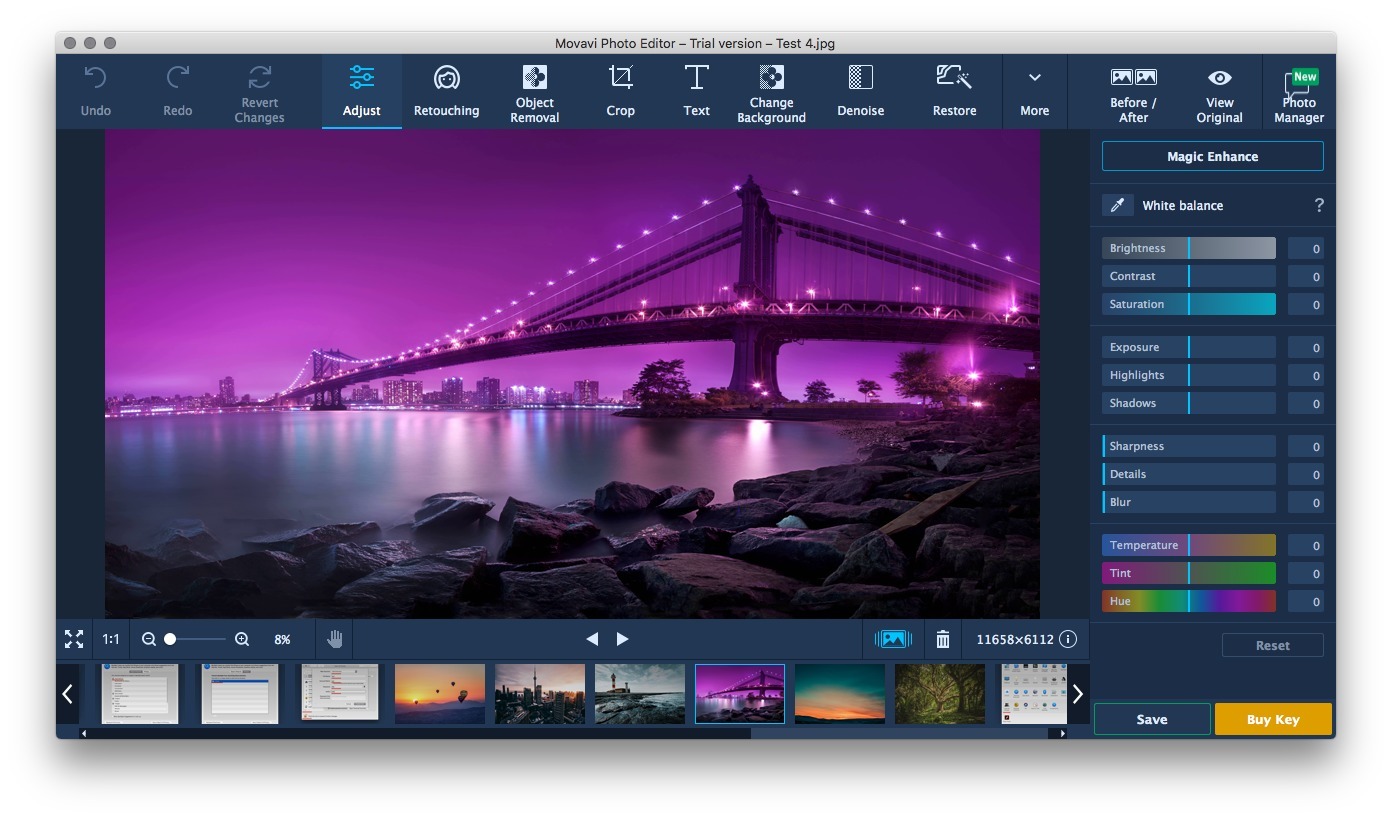 Movavi Photo Editor – Trial version – Test 4.jpg
Undo
Redo
Revert
Changes
Adjust
Retouching
Object
Removal
Crop
Text
Change
Background
Denoise
Restore
More
Before /
After
View
Original
New
Photo
Manager
Magic Enhance
White balance ?
Brightness 0
Contrast 0
Saturation 0
Exposure 0
Highlights 0
Shadows 0
Sharpness 0
Details 0
Blur 0
Temperature 0
Tint 0
Hue 0
Reset
1:1
8%
11658×6112
Save
Buy Key